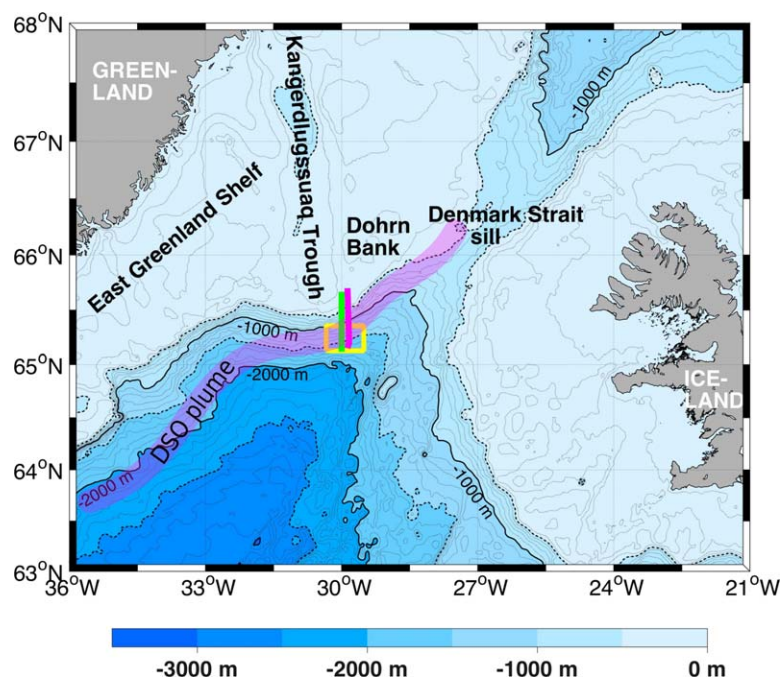 68°N
67°N
66°N
65°N
64°N
63°N
GREEN-
LAND
Kangerdlugssuaq Trough
East Greenland Shelf
Dohrn
Bank
Denmark Strait
sill
-1000 m
-1000 m
-2000 m
DSO plume
-2000 m
-1000 m
ICE-
LAND
36°W
33°W
30°W
27°W
24°W
21°W
-3000 m
-2000 m
-1000 m
0 m